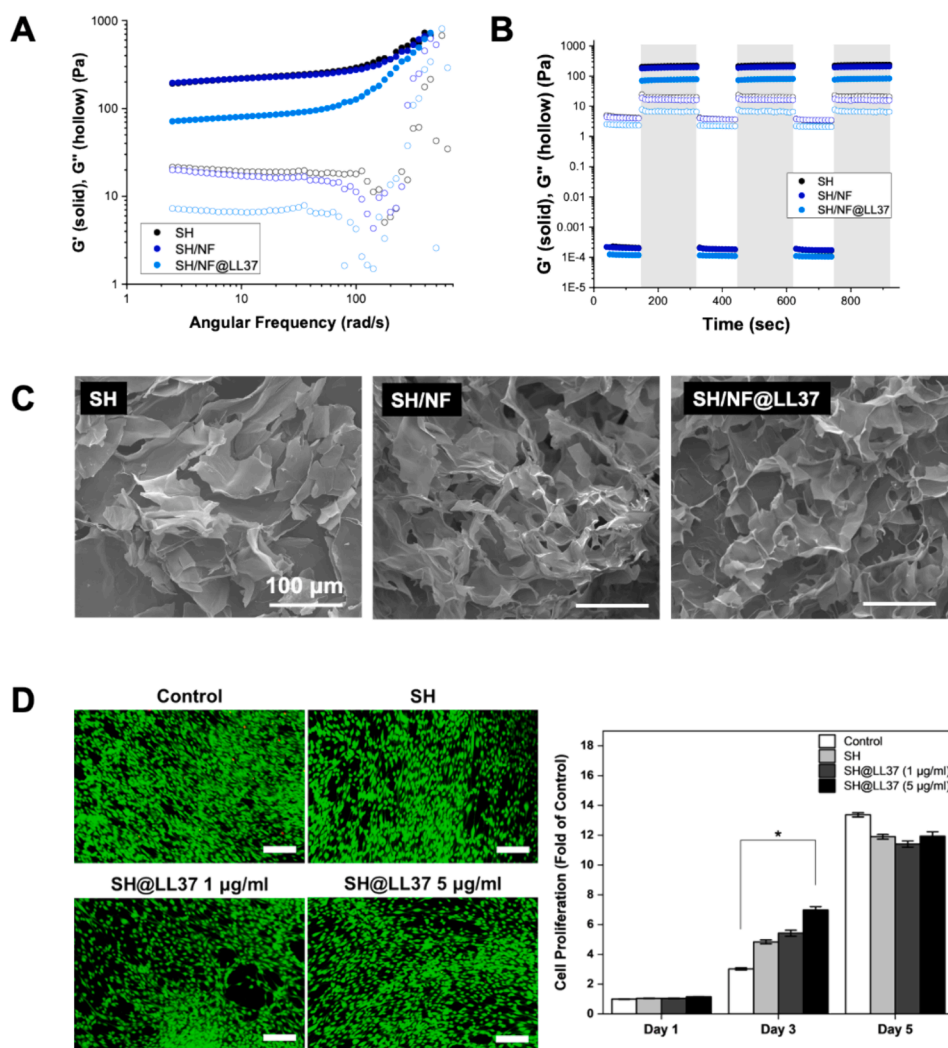 A
G' (solid), G'' (hollow) (Pa)
1000
100
10
1
1
10
100
Angular Frequency (rad/s)
SH
SH/NF
SH/NF@LL37
B
G' (solid), G'' (hollow) (Pa)
1000
100
10
1
0.1
0.01
0.001
1E-4
1E-5
0
200
400
600
800
Time (sec)
SH
SH/NF
SH/NF@LL37
C
SH
100 µm
SH/NF
SH/NF@LL37
D
Control
SH
SH@LL37 1 µg/ml
SH@LL37 5 µg/ml
Cell Proliferation (Fold of Control)
18
16
14
12
10
8
6
4
2
0
Control
SH
SH@LL37 (1 µg/ml)
SH@LL37 (5 µg/ml)
*
Day 1
Day 3
Day 5